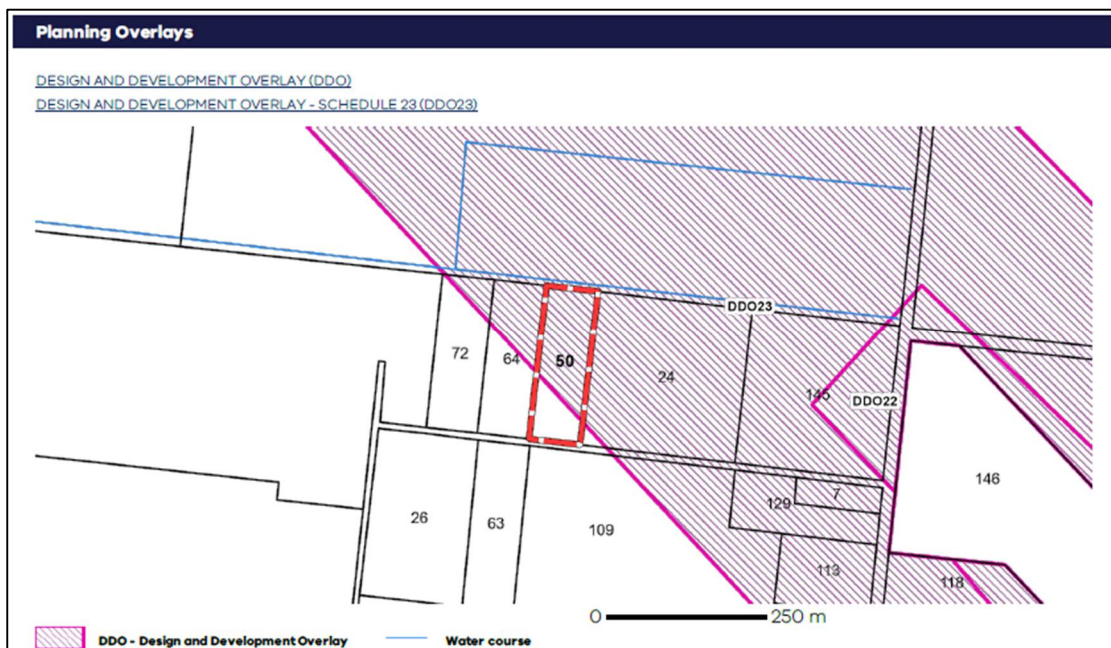 Planning Overlays
DESIGN AND DEVELOPMENT OVERLAY (DDO)
DESIGN AND DEVELOPMENT OVERLAY - SCHEDULE 23 (DDO23)
DDO23
72
64
50
24
145
DDO22
146
26
63
109
129
7
113
118
0 250 m
DDO - Design and Development Overlay Water course